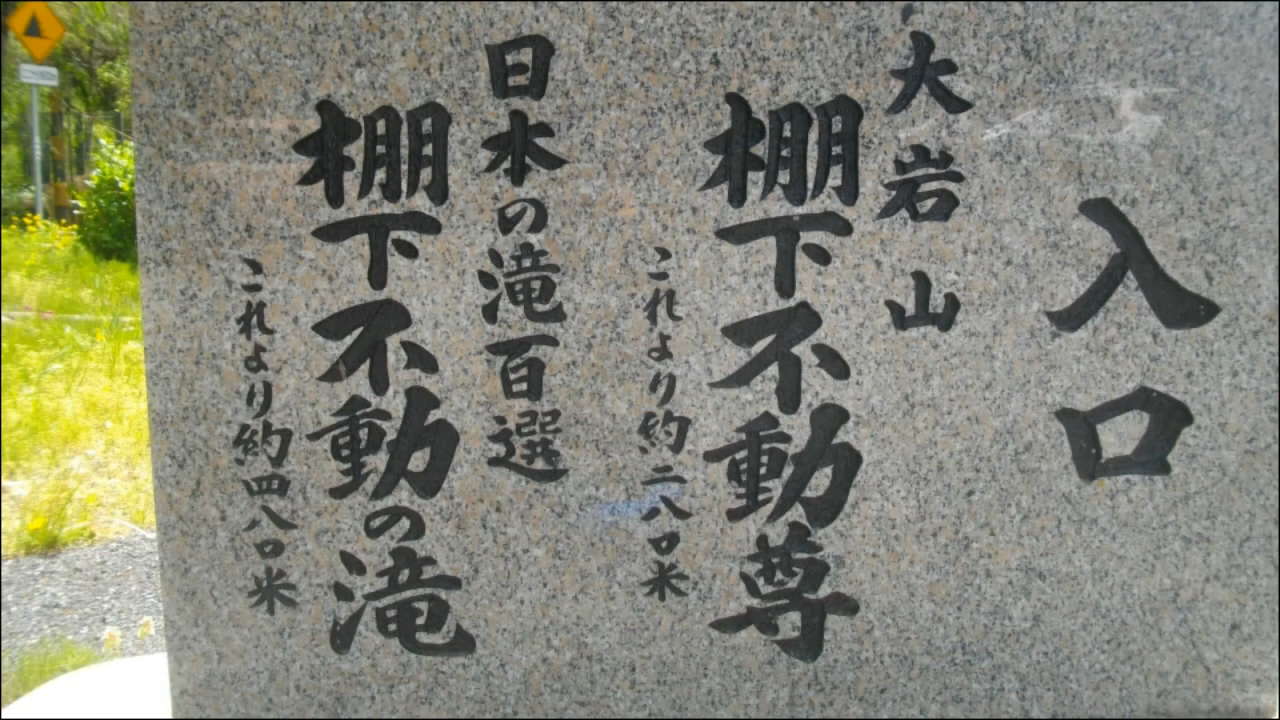 入口
大岩山
棚下不動尊
これより約二八〇米
日本の滝百選
棚下不動の滝
これより約四八〇米